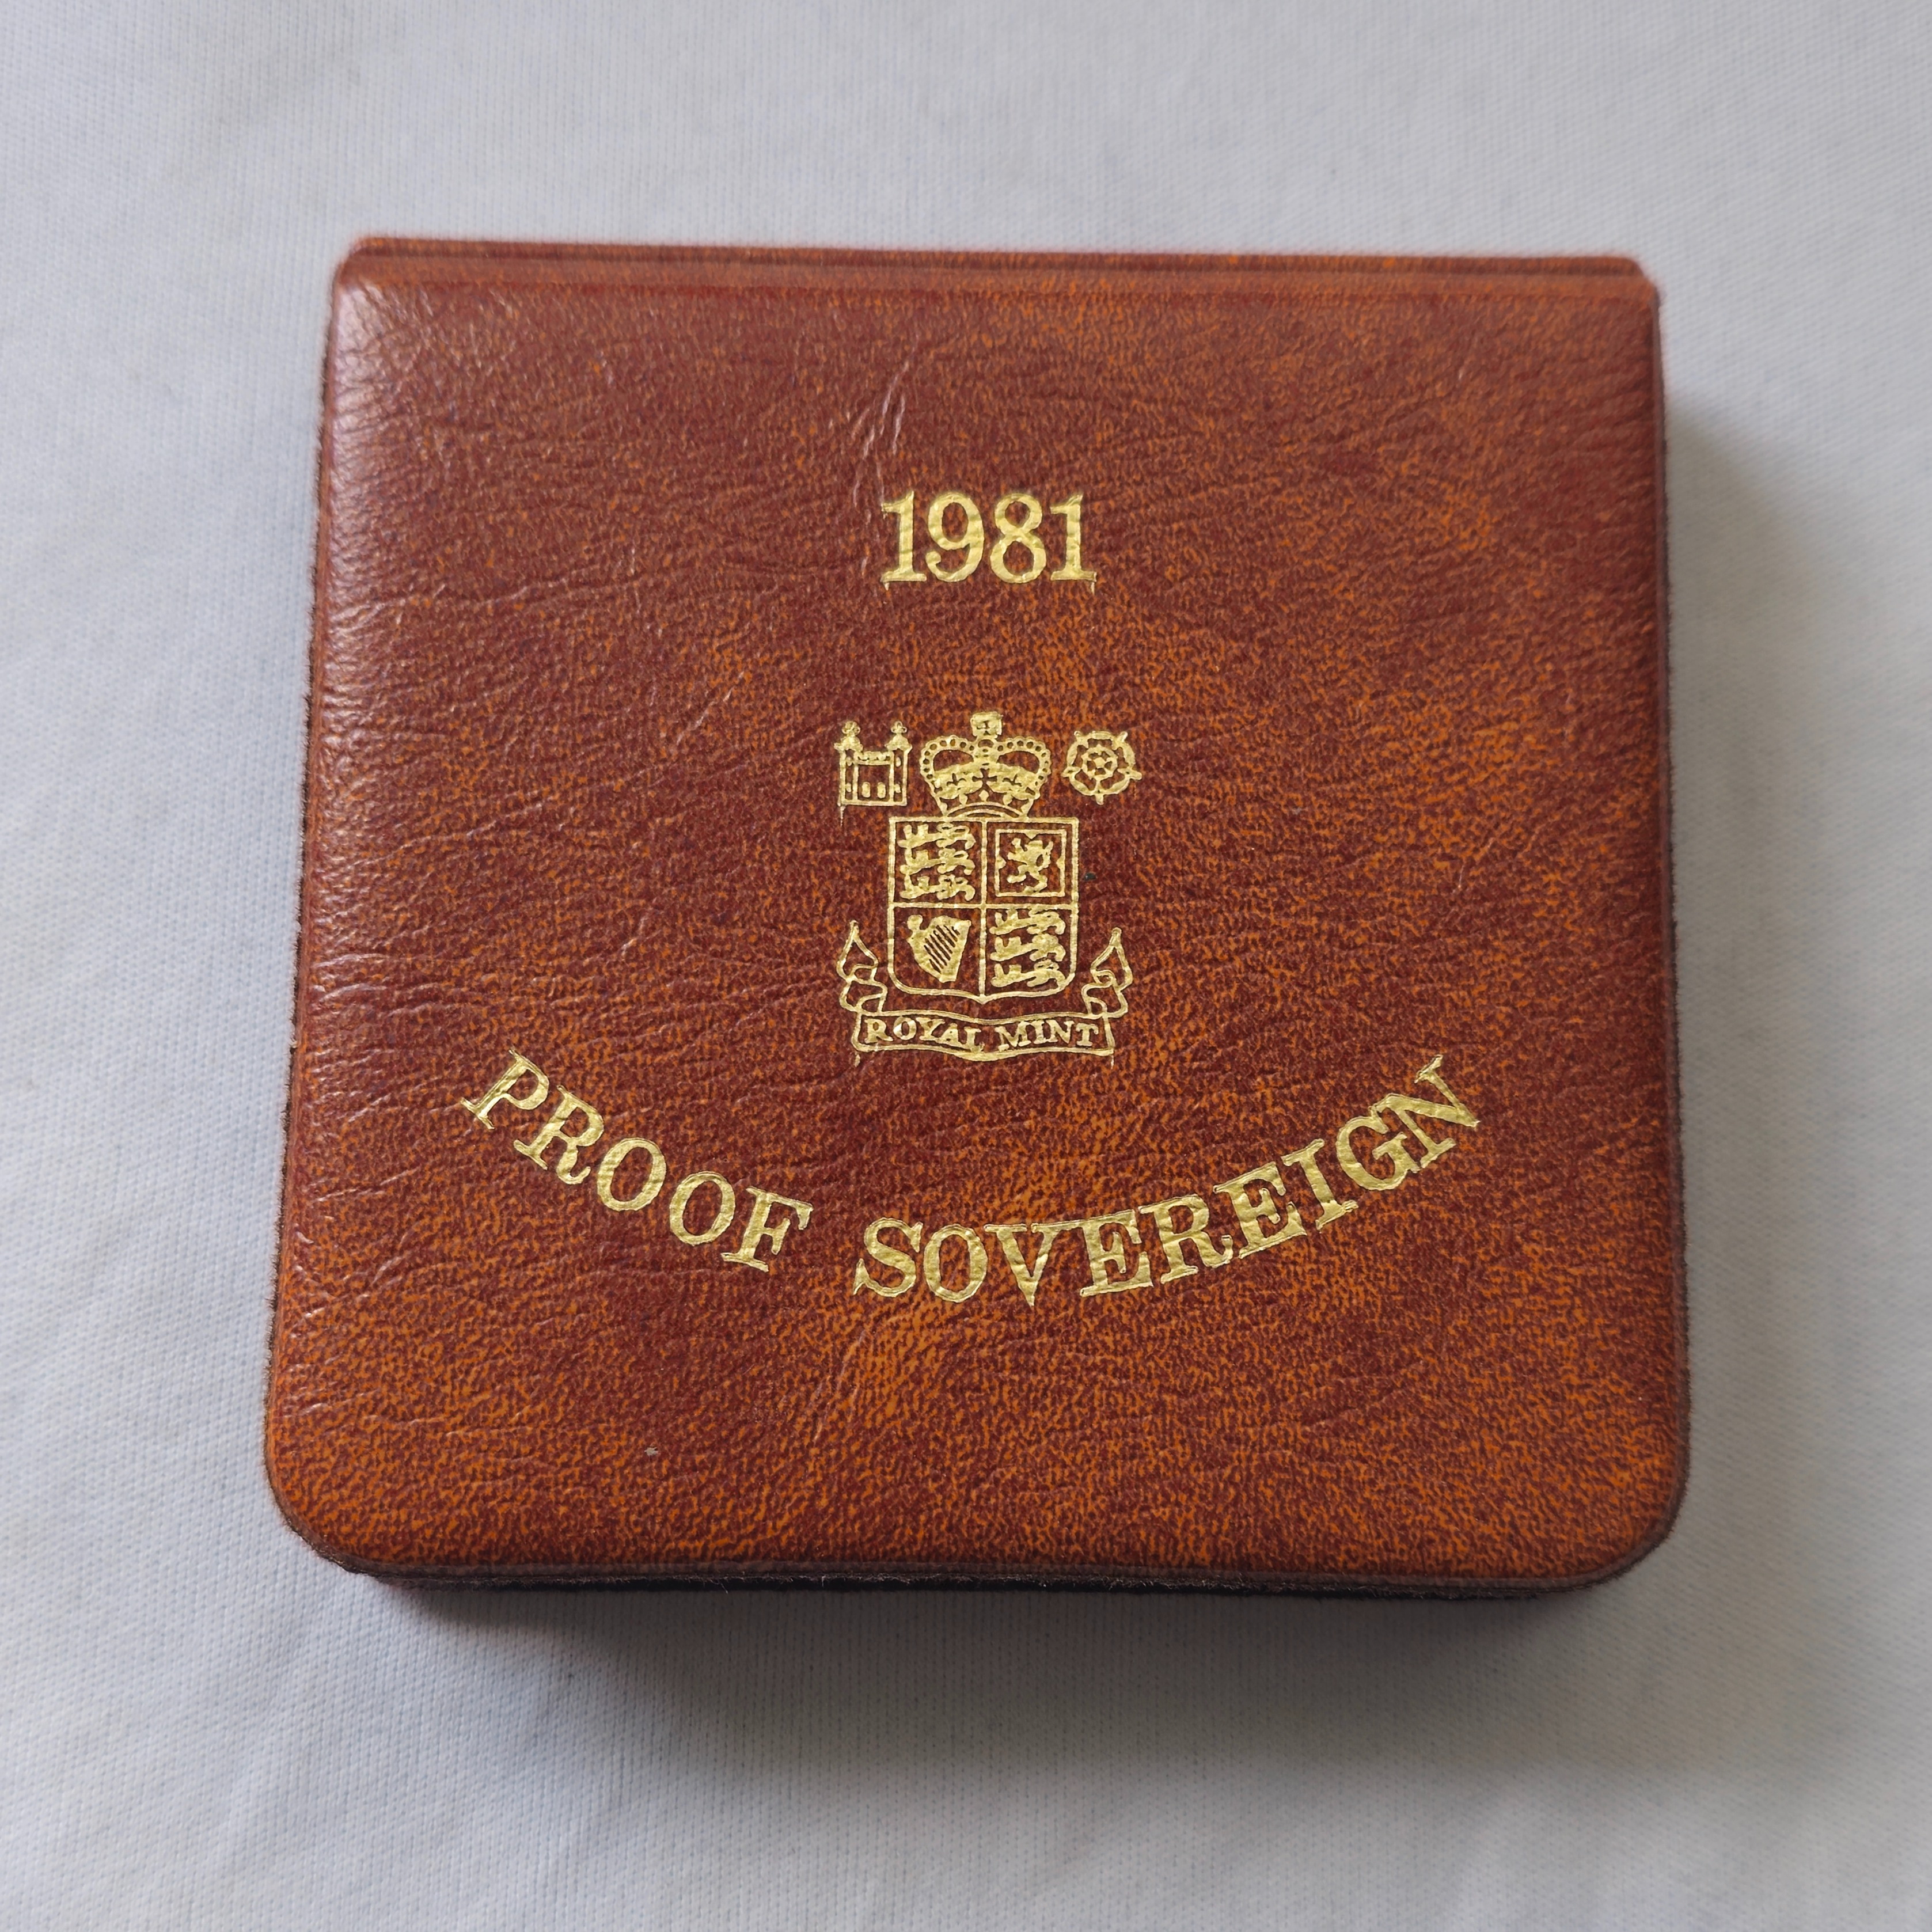 1981
ROYAL MINT
PROOF SOVEREIGN